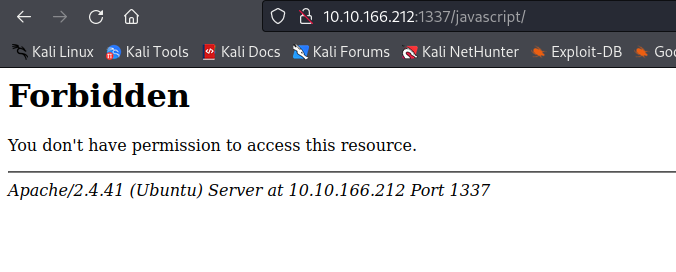 10.10.166.212:1337/javascript/
Kali Linux Kali Tools Kali Docs Kali Forums Kali NetHunter Exploit-DB Goo
Forbidden
You don't have permission to access this resource.
Apache/2.4.41 (Ubuntu) Server at 10.10.166.212 Port 1337